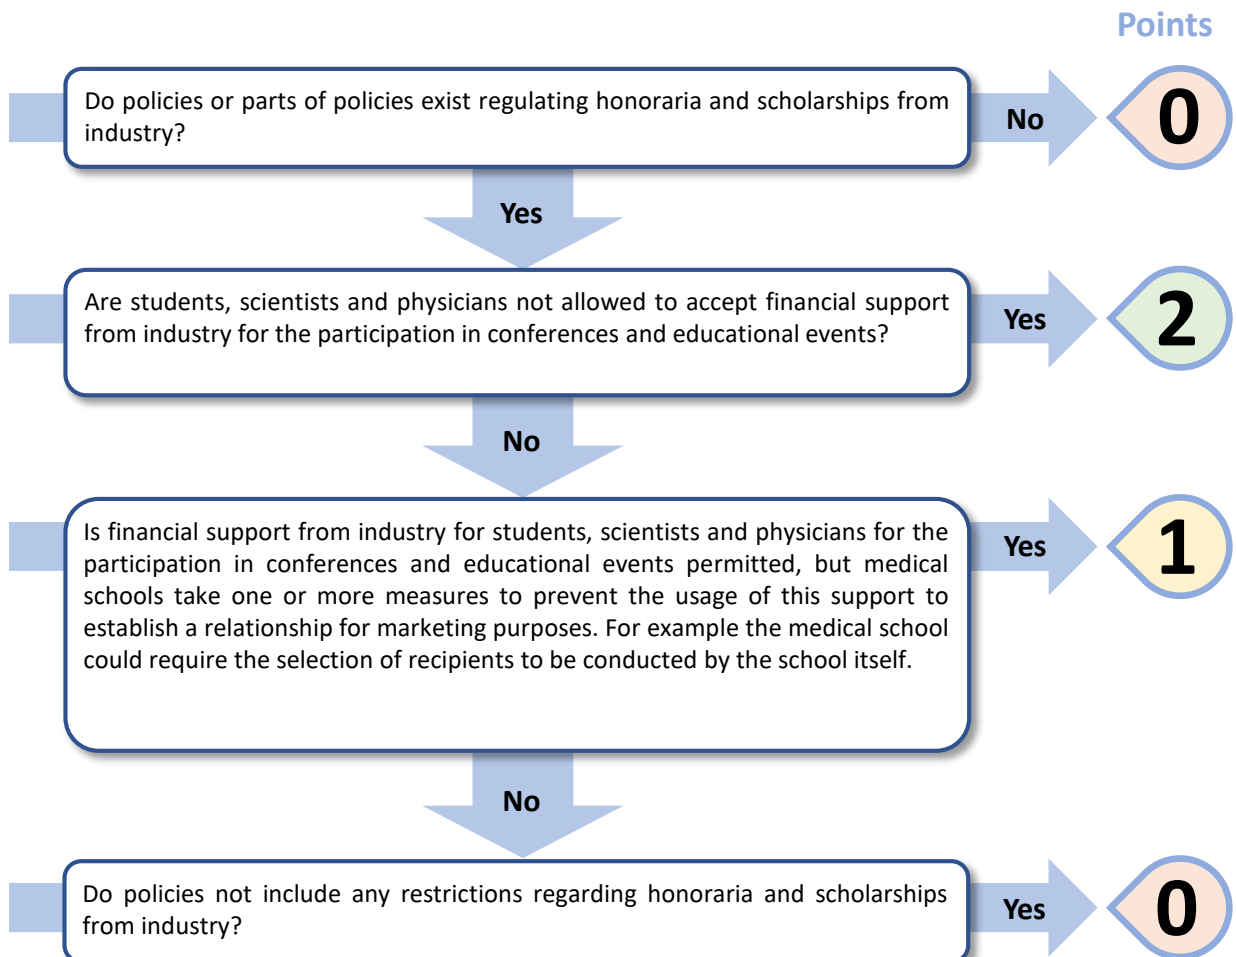 Points
Do policies or parts of policies exist regulating honoraria and scholarships from
industry?
No
0
Yes
Are students, scientists and physicians not allowed to accept financial support
from industry for the participation in conferences and educational events?
Yes
2
No
Is financial support from industry for students, scientists and physicians for the
participation in conferences and educational events permitted, but medical
schools take one or more measures to prevent the usage of this support to
establish a relationship for marketing purposes. For example the medical school
could require the selection of recipients to be conducted by the school itself.
Yes
1
No
Do policies not include any restrictions regarding honoraria and scholarships
from industry?
Yes
0